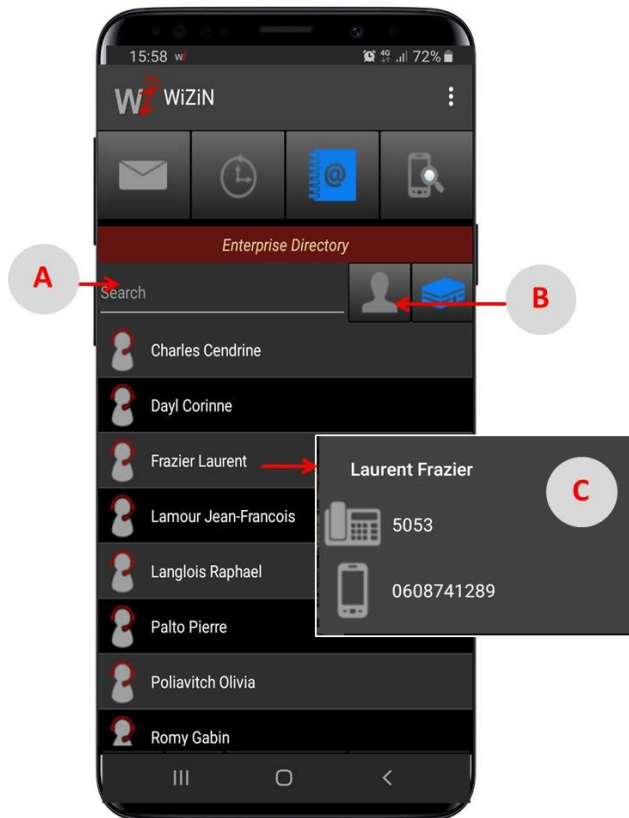 15:58 4G 72%
WiZiN
@
Enterprise Directory
A
Search
B
Charles Cendrine
Dayl Corinne
Frazier Laurent
Laurent Frazier
C
5053
0608741289
Lamour Jean-Francois
Langlois Raphael
Palto Pierre
Poliavitch Olivia
Romy Gabin